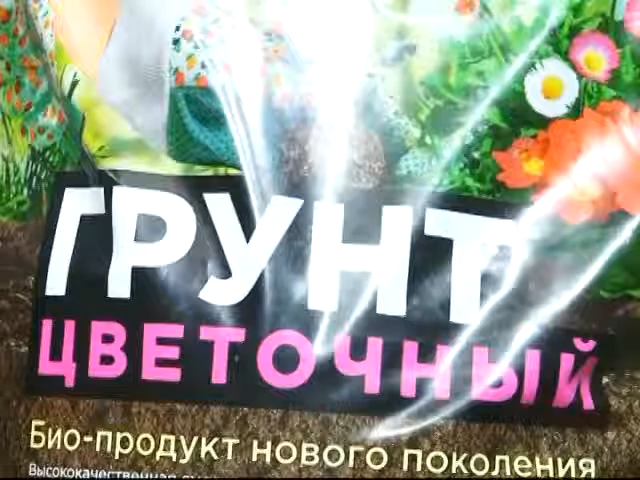 ГРУНТ
ЦВЕТОЧНЫЙ
Био-продукт нового поколения
Высококачественная